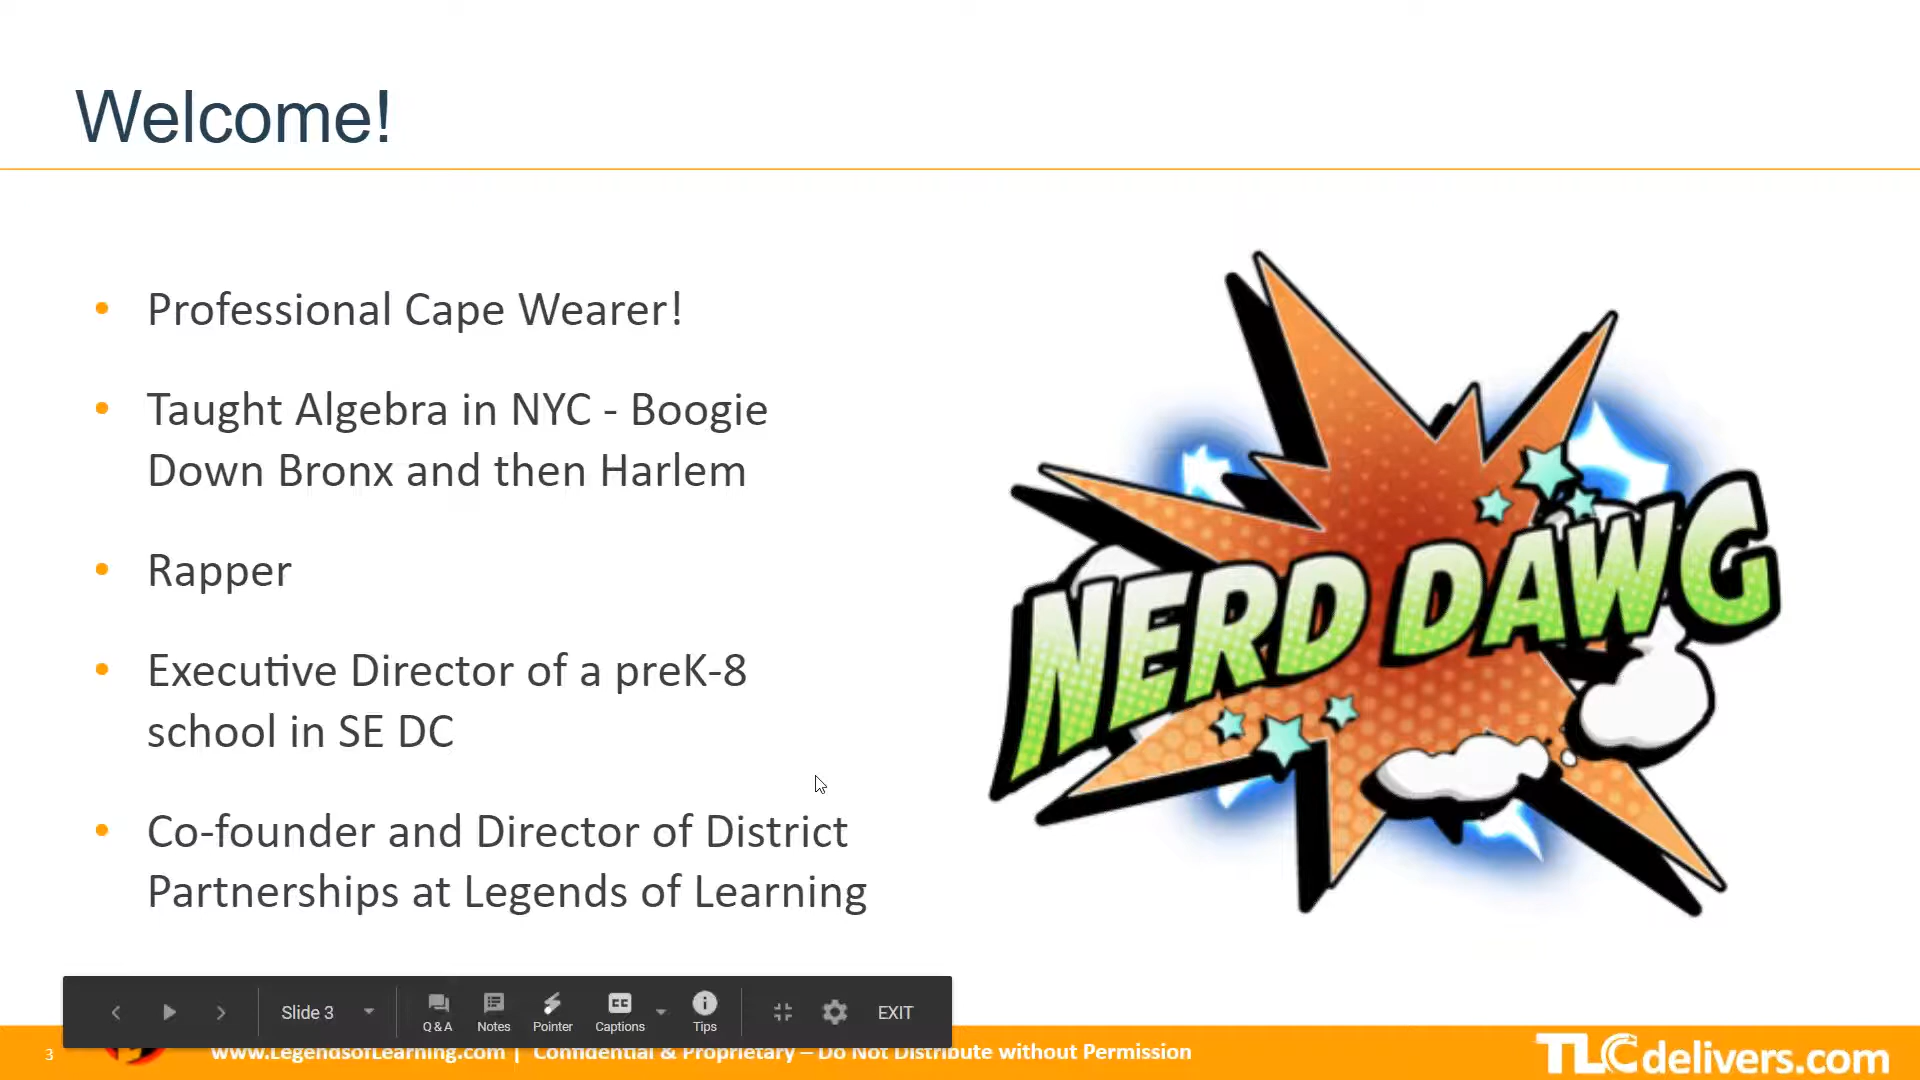 Welcome!
Professional Cape Wearer!
Taught Algebra in NYC - Boogie
Down Bronx and then Harlem
Rapper
Executive Director of a preK-8
school in SE DC
Co-founder and Director of District
Partnerships at Legends of Learning
NERD DAWG
Slide 3
Q & A
Notes
Pointer
CC
Captions
Tips
EXIT
3
www.LegendsofLearning.com | Confidential & Proprietary – Do Not Distribute without Permission
TLCdelivers.com